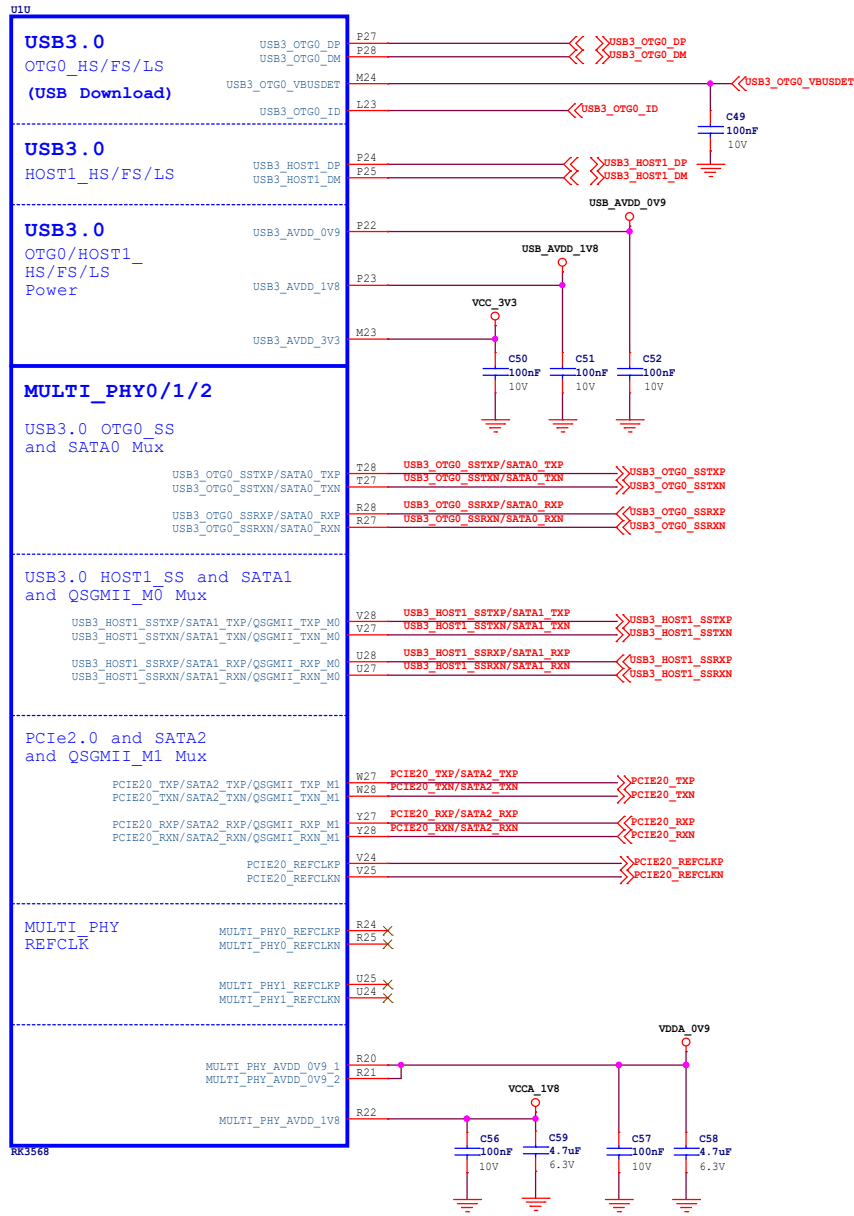 U1U
USB3.0
OTG0_HS/FS/LS
(USB Download)
USB3_OTG0_DP P27 USB3_OTG0_DP
USB3_OTG0_DM P28 USB3_OTG0_DM
USB3_OTG0_VBUSDET M24 USB3_OTG0_VBUSDET
USB3_OTG0_ID L23 USB3_OTG0_ID
C49
100nF
10V
USB3.0
HOST1_HS/FS/LS
USB3_HOST1_DP P24 USB3_HOST1_DP
USB3_HOST1_DM P25 USB3_HOST1_DM
USB3.0
OTG0/HOST1_
HS/FS/LS
Power
USB3_AVDD_0V9 P22 USB_AVDD_0V9
USB3_AVDD_1V8 P23 USB_AVDD_1V8
USB3_AVDD_3V3 M23 VCC_3V3
C50 C51 C52
100nF 100nF 100nF
10V 10V 10V
MULTI_PHY0/1/2
USB3.0 OTG0_SS
and SATA0 Mux
USB3_OTG0_SSTXP/SATA0_TXP T28 USB3_OTG0_SSTXP/SATA0_TXP USB3_OTG0_SSTXP
USB3_OTG0_SSTXN/SATA0_TXN T27 USB3_OTG0_SSTXN/SATA0_TXN USB3_OTG0_SSTXN
USB3_OTG0_SSRXP/SATA0_RXP R28 USB3_OTG0_SSRXP/SATA0_RXP USB3_OTG0_SSRXP
USB3_OTG0_SSRXN/SATA0_RXN R27 USB3_OTG0_SSRXN/SATA0_RXN USB3_OTG0_SSRXN
USB3.0 HOST1_SS and SATA1
and QSGMII_M0 Mux
USB3_HOST1_SSTXP/SATA1_TXP/QSGMII_TXP_M0 V28 USB3_HOST1_SSTXP/SATA1_TXP USB3_HOST1_SSTXP
USB3_HOST1_SSTXN/SATA1_TXN/QSGMII_TXN_M0 V27 USB3_HOST1_SSTXN/SATA1_TXN USB3_HOST1_SSTXN
USB3_HOST1_SSRXP/SATA1_RXP/QSGMII_RXP_M0 U28 USB3_HOST1_SSRXP/SATA1_RXP USB3_HOST1_SSRXP
USB3_HOST1_SSRXN/SATA1_RXN/QSGMII_RXN_M0 U27 USB3_HOST1_SSRXN/SATA1_RXN USB3_HOST1_SSRXN
PCIe2.0 and SATA2
and QSGMII_M1 Mux
PCIE20_TXP/SATA2_TXP/QSGMII_TXP_M1 W27 PCIE20_TXP/SATA2_TXP PCIE20_TXP
PCIE20_TXN/SATA2_TXN/QSGMII_TXN_M1 W28 PCIE20_TXN/SATA2_TXN PCIE20_TXN
PCIE20_RXP/SATA2_RXP/QSGMII_RXP_M1 Y27 PCIE20_RXP/SATA2_RXP PCIE20_RXP
PCIE20_RXN/SATA2_RXN/QSGMII_RXN_M1 Y28 PCIE20_RXN/SATA2_RXN PCIE20_RXN
PCIE20_REFCLKP V24 PCIE20_REFCLKP
PCIE20_REFCLKN V25 PCIE20_REFCLKN
MULTI_PHY
REFCLK
MULTI_PHY0_REFCLKP R24
MULTI_PHY0_REFCLKN R25
MULTI_PHY1_REFCLKP U25
MULTI_PHY1_REFCLKN U24
VDDA_0V9
MULTI_PHY_AVDD_0V9_1 R20
MULTI_PHY_AVDD_0V9_2 R21
VCCA_1V8
MULTI_PHY_AVDD_1V8 R22
C56 C59 C57 C58
100nF 4.7uF 100nF 4.7uF
10V 6.3V 10V 6.3V
RK3568